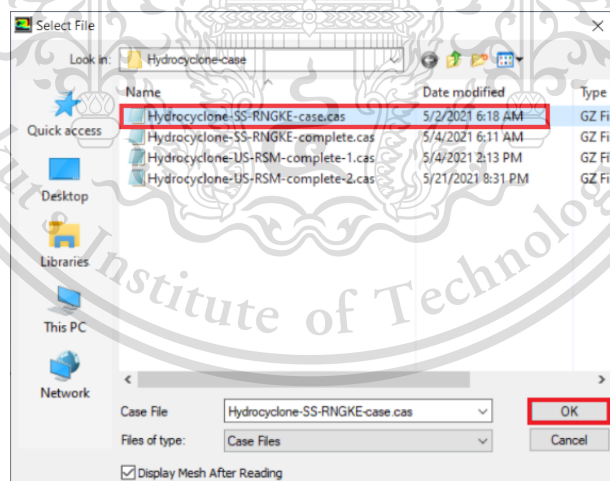 Select File
Look in: Hydrocyclone-case
Name Date modified Type
Hydrocyclone-SS-RNGKE-case.cas 5/2/2021 6:18 AM GZ Fi
Hydrocyclone-SS-RNGKE-complete.cas 5/4/2021 6:11 AM GZ Fi
Hydrocyclone-US-RSM-complete-1.cas 5/4/2021 2:13 PM GZ Fi
Hydrocyclone-US-RSM-complete-2.cas 5/21/2021 8:31 PM GZ Fi
Quick access
Desktop
Libraries
This PC
Network
Case File Hydrocyclone-SS-RNGKE-case.cas OK
Files of type: Case Files Cancel
Display Mesh After Reading
Institute of Technolog